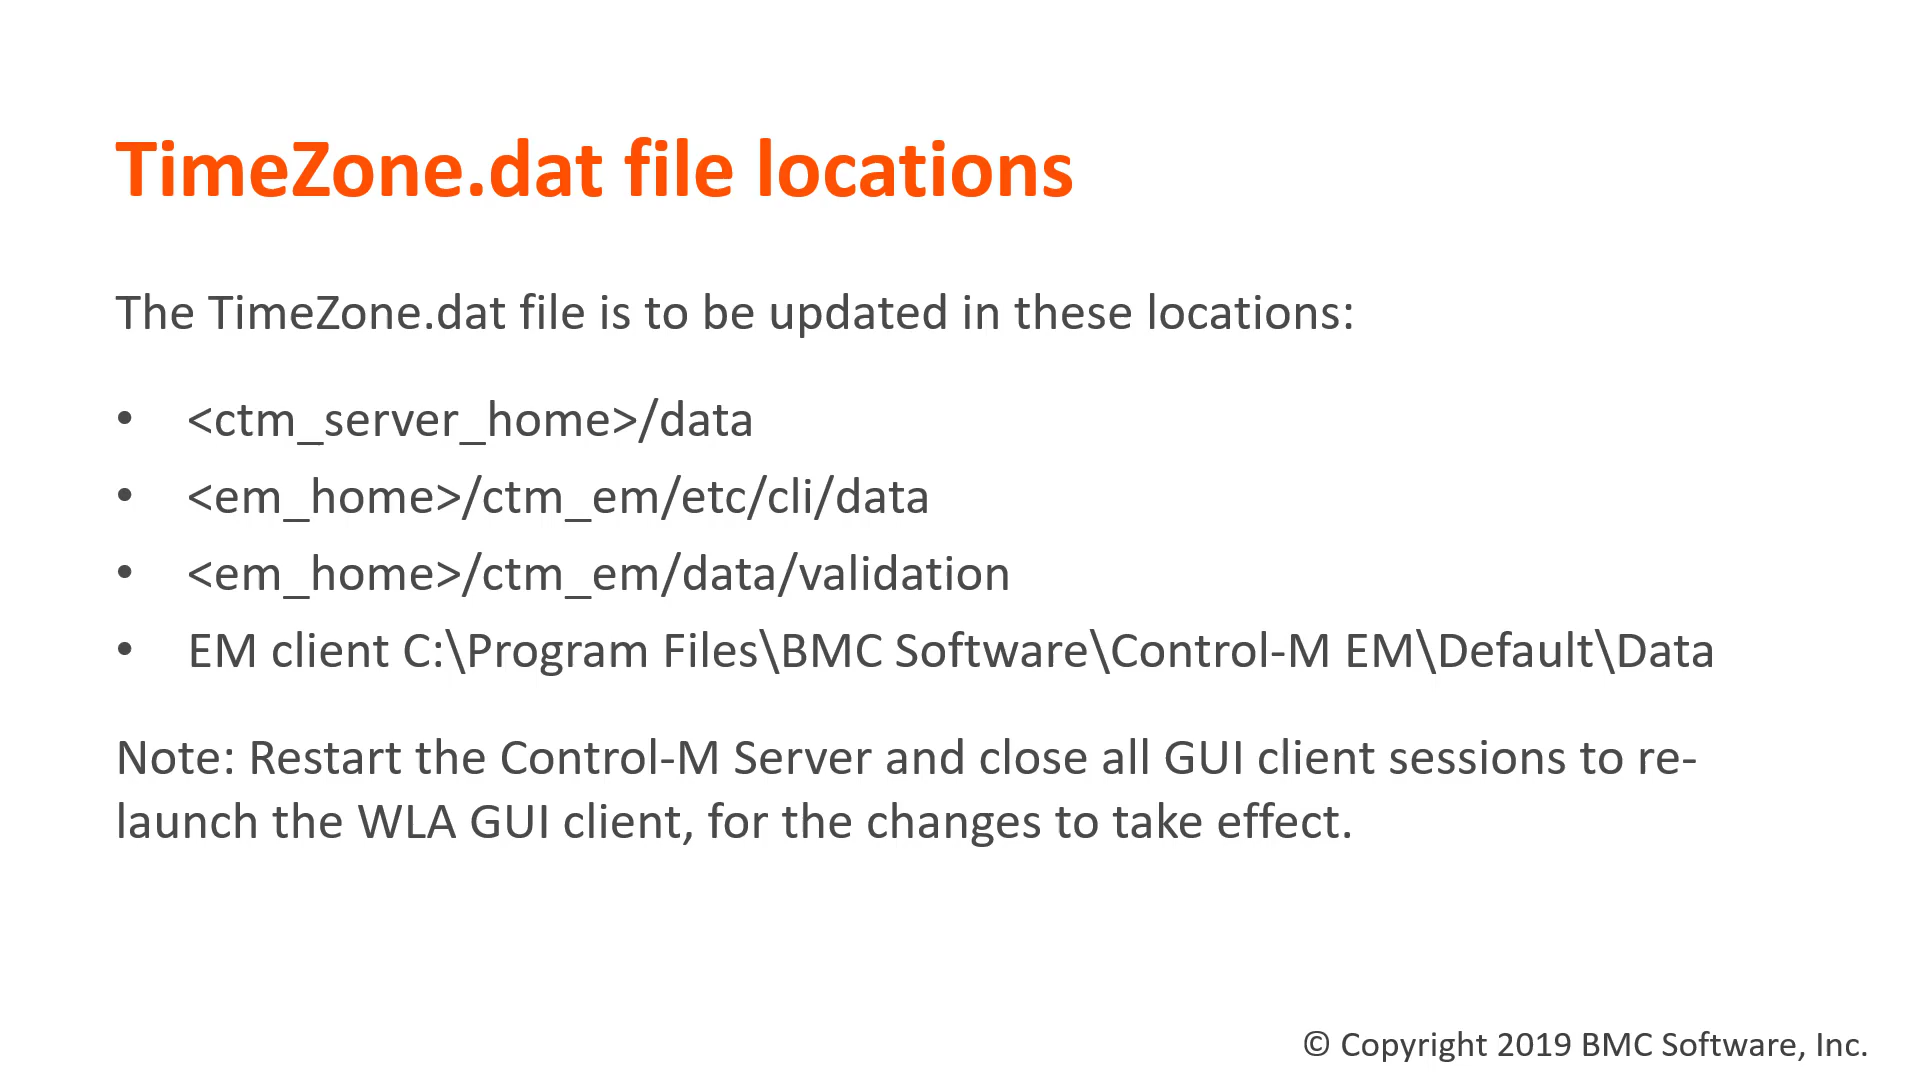 TimeZone.dat file locations
The TimeZone.dat file is to be updated in these locations:
• <ctm_server_home>/data
• <em_home>/ctm_em/etc/cli/data
• <em_home>/ctm_em/data/validation
• EM client C:\Program Files\BMC Software\Control-M EM\Default\Data
Note: Restart the Control-M Server and close all GUI client sessions to re-
launch the WLA GUI client, for the changes to take effect.
© Copyright 2019 BMC Software, Inc.